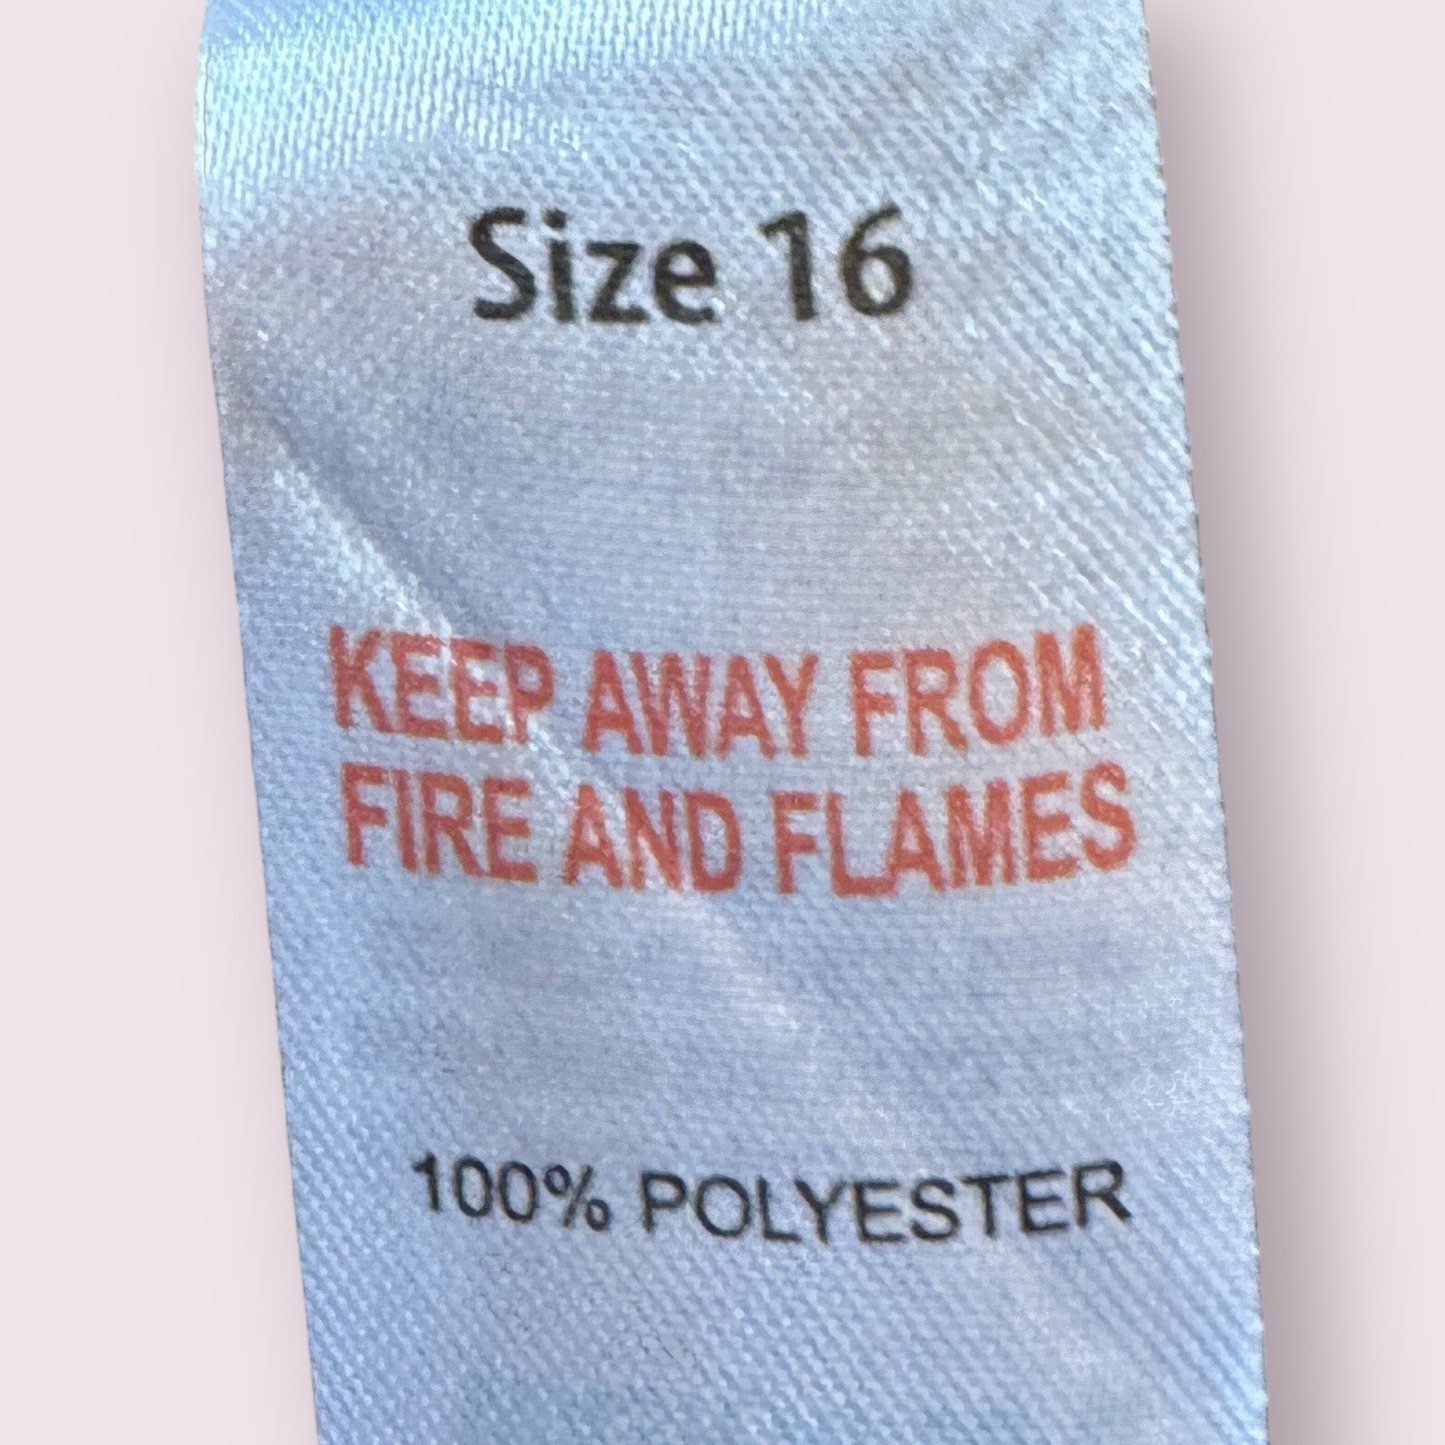 Size 16
KEEP AWAY FROM
FIRE AND FLAMES
100% POLYESTER